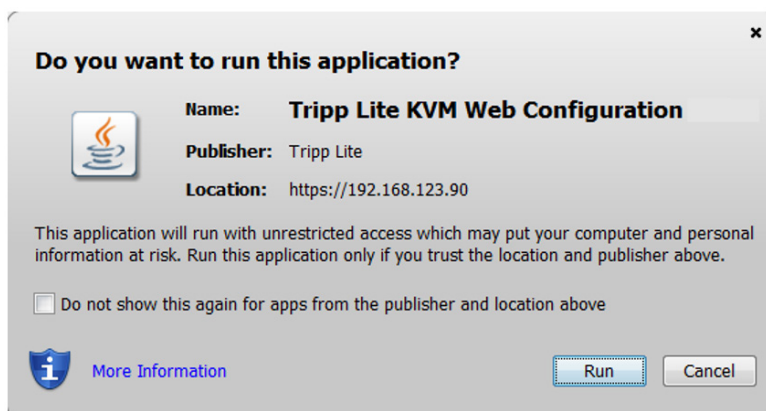 Do you want to run this application?
Name: Tripp Lite KVM Web Configuration
Publisher: Tripp Lite
Location: https://192.168.123.90
This application will run with unrestricted access which may put your computer and personal
information at risk. Run this application only if you trust the location and publisher above.
Do not show this again for apps from the publisher and location above
More Information
Run
Cancel